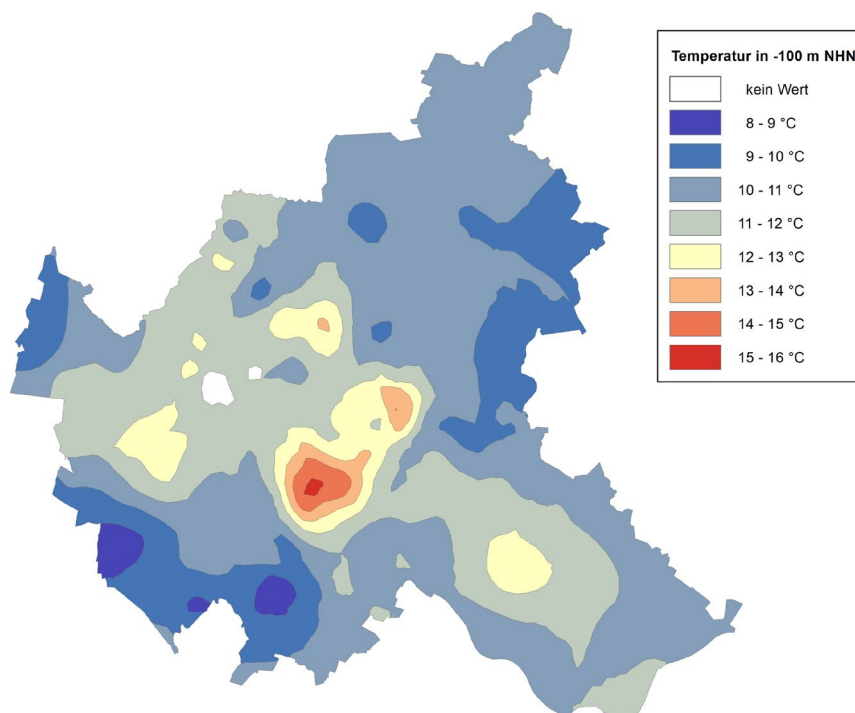 Temperatur in -100 m NHN
kein Wert
8 - 9 °C
9 - 10 °C
10 - 11 °C
11 - 12 °C
12 - 13 °C
13 - 14 °C
14 - 15 °C
15 - 16 °C